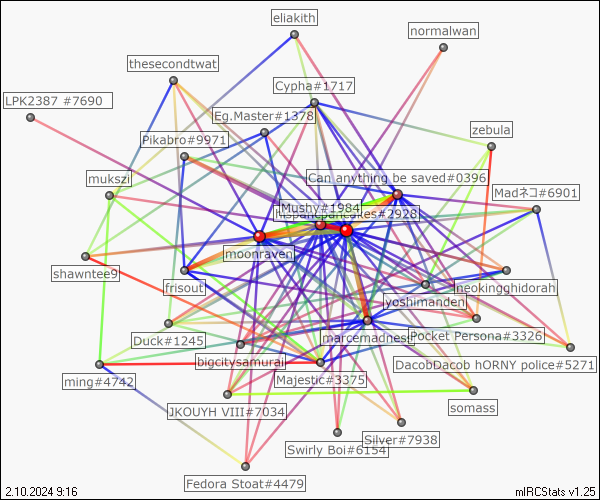 eliakith
normalwan
thesecondtwat
Cypha#1717
LPK2387 #7690
Eg.Master#1378
Pikabro#9971
zebula
Can anything be saved#0396
mukszi
Madネコ#6901
Mushy#1984
moonraven
shawntee9
frisout
neokingghidorah
yoshimanden
Duck#1245
marcemadness
Pocket Persona#3326
bigcitysamurai
DacobDacob hORNY police#5271
ming#4742
Majestic#3375
JKOUYH VIII#7034
somass
Silver#7938
Swirly Boi#6154
Fedora Stoat#4479
2.10.2024 9:16
mIRCStats v1.25